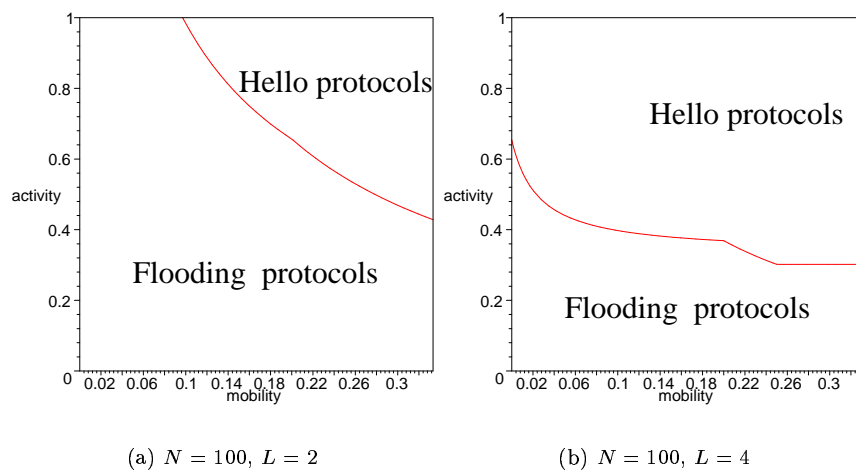 1
0.8
0.6
activity
0.4
0.2
0
0.02 0.06 0.1 0.14 0.18 0.22 0.26 0.3
mobility
Hello protocols
Flooding protocols
(a) N = 100, L = 2
1
0.8
0.6
activity
0.4
0.2
0
0.02 0.06 0.1 0.14 0.18 0.22 0.26 0.3
mobility
Hello protocols
Flooding protocols
(b) N = 100, L = 4